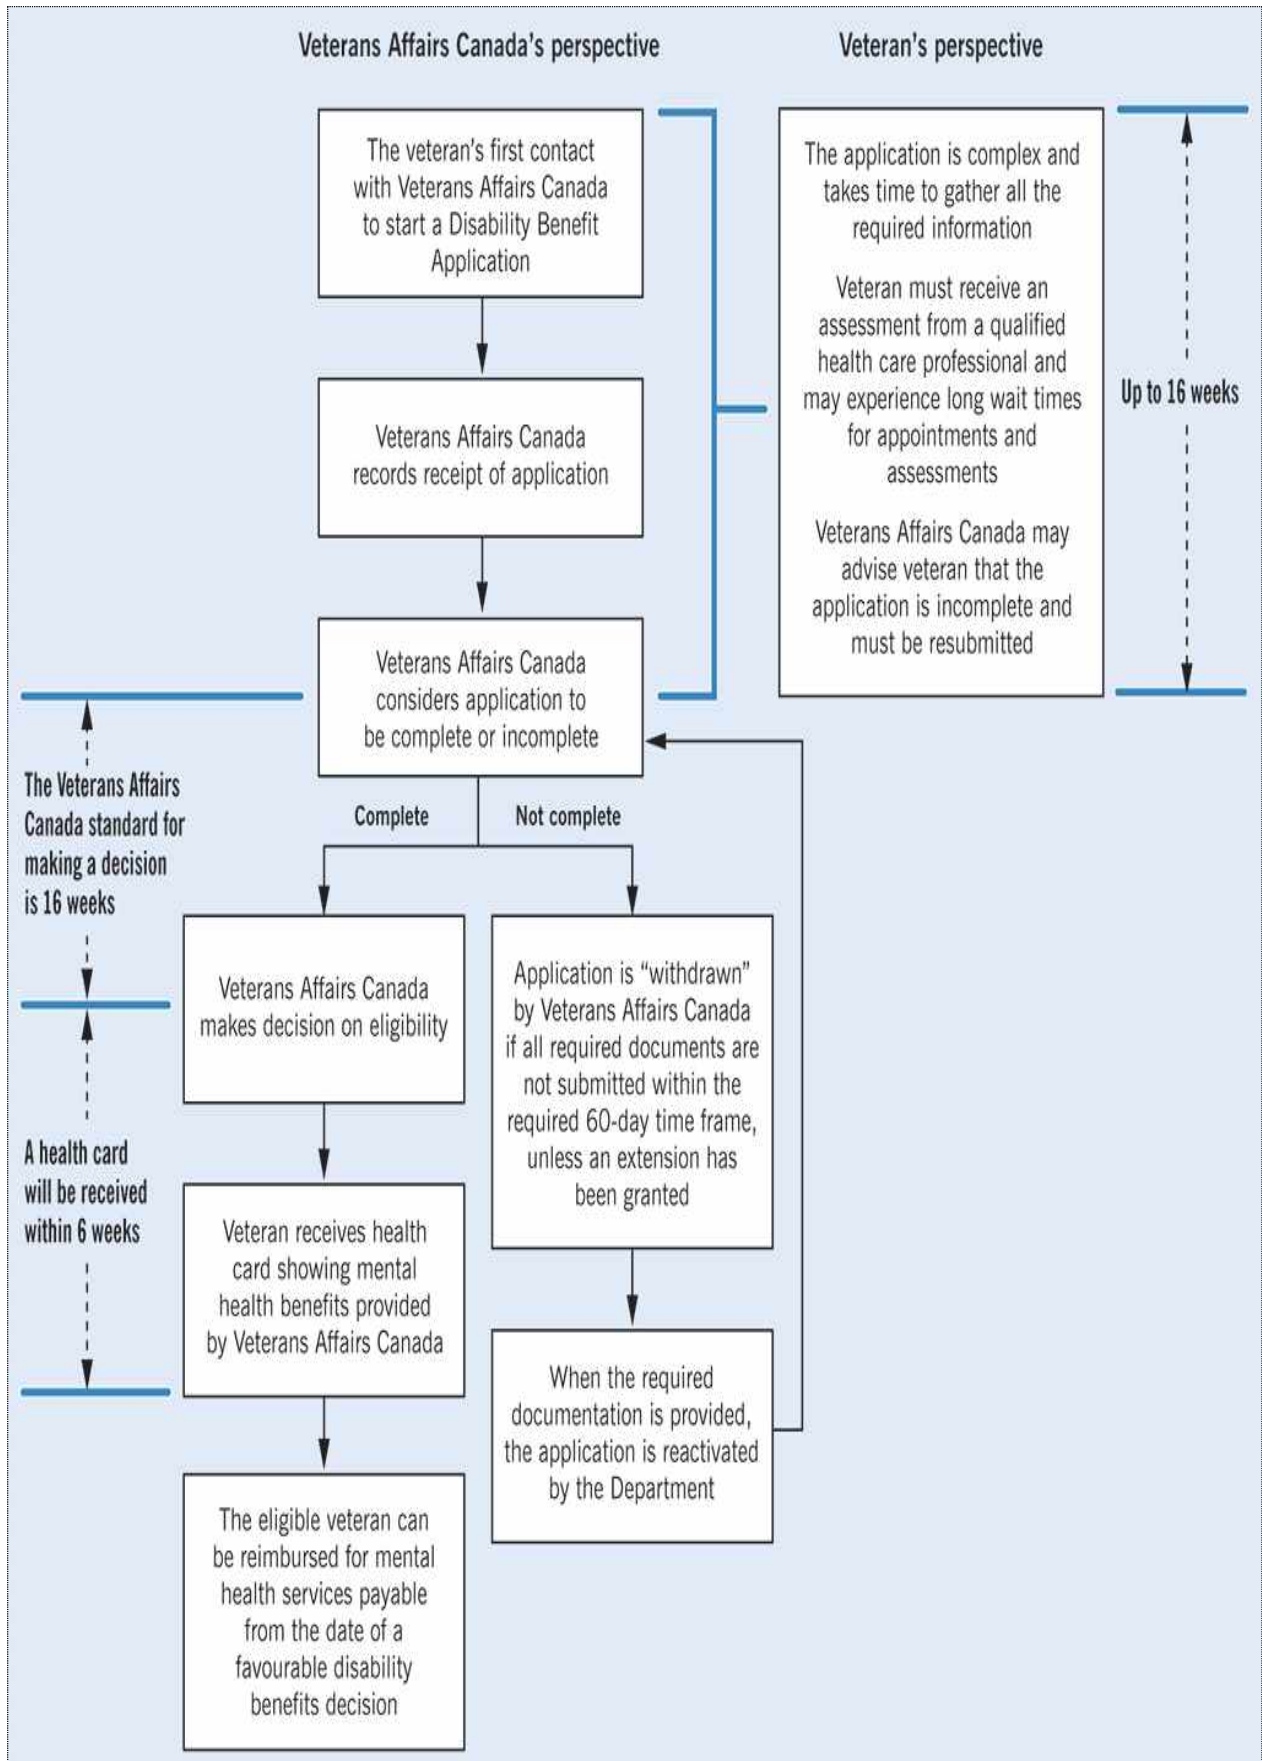 Veterans Affairs Canada's perspective
Veteran's perspective
The veteran's first contact
with Veterans Affairs Canada
to start a Disability Benefit
Application
Veterans Affairs Canada
records receipt of application
Veterans Affairs Canada
considers application to
be complete or incomplete
The application is complex and
takes time to gather all the
required information
Veteran must receive an
assessment from a qualified
health care professional and
may experience long wait times
for appointments and
assessments
Veterans Affairs Canada may
advise veteran that the
application is incomplete and
must be resubmitted
Up to 16 weeks
The Veterans Affairs
Canada standard for
making a decision
is 16 weeks
Complete
Not complete
Veterans Affairs Canada
makes decision on eligibility
Application is “withdrawn”
by Veterans Affairs Canada
if all required documents are
not submitted within the
required 60-day time frame,
unless an extension has
been granted
A health card
will be received
within 6 weeks
Veteran receives health
card showing mental
health benefits provided
by Veterans Affairs Canada
When the required
documentation is provided,
the application is reactivated
by the Department
The eligible veteran can
be reimbursed for mental
health services payable
from the date of a
favourable disability
benefits decision